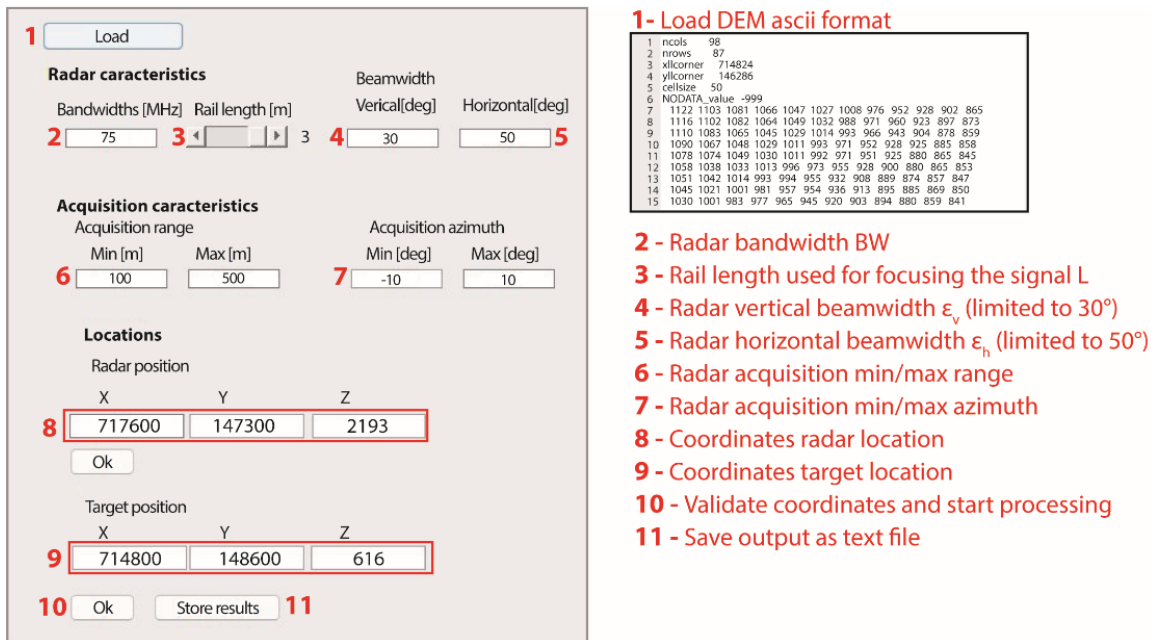 1 Load
Radar caracteristics
Beamwidth
Bandwidths [MHz] Rail length [m] Verical[deg] Horizontal[deg]
2 75 3 3 4 30 50 5
Acquisition caracteristics
Acquisition range Acquisition azimuth
Min [m] Max [m] Min [deg] Max [deg]
6 100 500 7 -10 10
Locations
Radar position
X Y Z
8 717600 147300 2193
Ok
Target position
X Y Z
9 714800 148600 616
10 Ok Store results 11
1- Load DEM ascii format
1 ncols 98
2 nrows 87
3 xllcorner 714824
4 yllcorner 146286
5 cellsize 50
6 NODATA_value -999
7 1122 1103 1081 1066 1047 1027 1008 976 952 928 902 865
8 1116 1102 1082 1064 1049 1032 988 971 960 923 897 873
9 1110 1083 1065 1045 1029 1014 993 966 943 904 878 859
10 1090 1067 1048 1029 1011 993 971 952 928 925 885 858
11 1078 1074 1049 1030 1011 992 971 951 925 880 865 845
12 1058 1038 1033 1013 996 973 955 928 900 880 865 853
13 1051 1042 1014 993 994 955 932 908 889 874 857 847
14 1045 1021 1001 981 957 954 936 913 895 885 869 850
15 1030 1001 983 977 965 945 920 903 894 880 859 841
2 - Radar bandwidth BW
3 - Rail length used for focusing the signal L
4 - Radar vertical beamwidth εv (limited to 30°)
5 - Radar horizontal beamwidth εh (limited to 50°)
6 - Radar acquisition min/max range
7 - Radar acquisition min/max azimuth
8 - Coordinates radar location
9 - Coordinates target location
10 - Validate coordinates and start processing
11 - Save output as text file